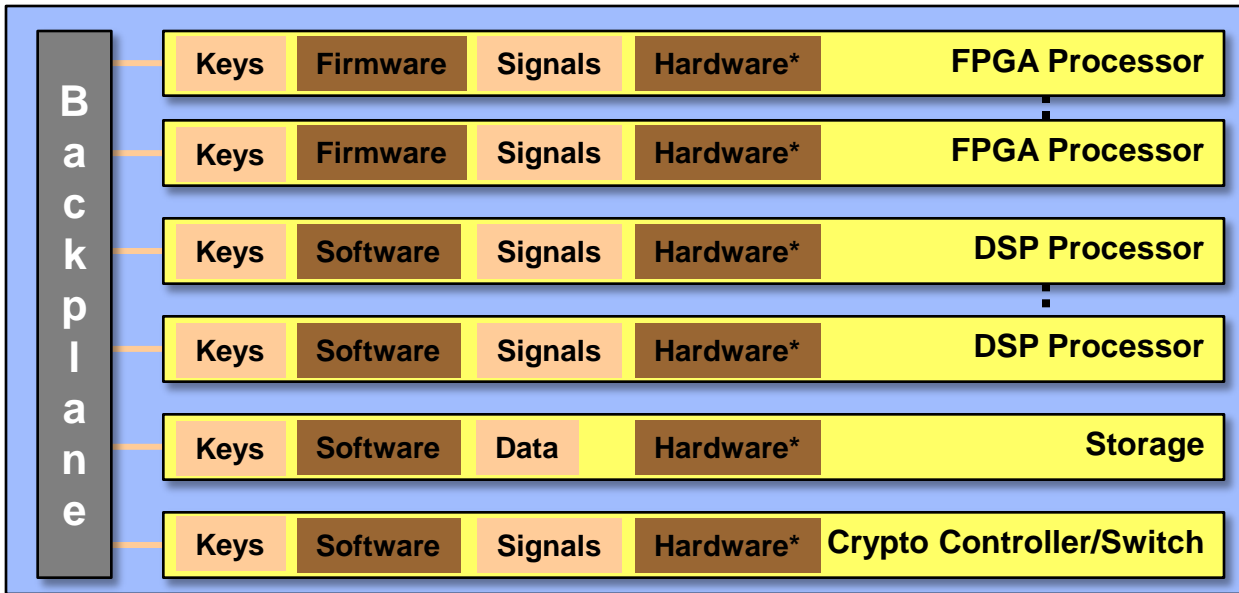 Backplane
Keys Firmware Signals Hardware* FPGA Processor
Keys Firmware Signals Hardware* FPGA Processor
Keys Software Signals Hardware* DSP Processor
Keys Software Signals Hardware* DSP Processor
Keys Software Data Hardware* Storage
Keys Software Signals Hardware* Crypto Controller/Switch